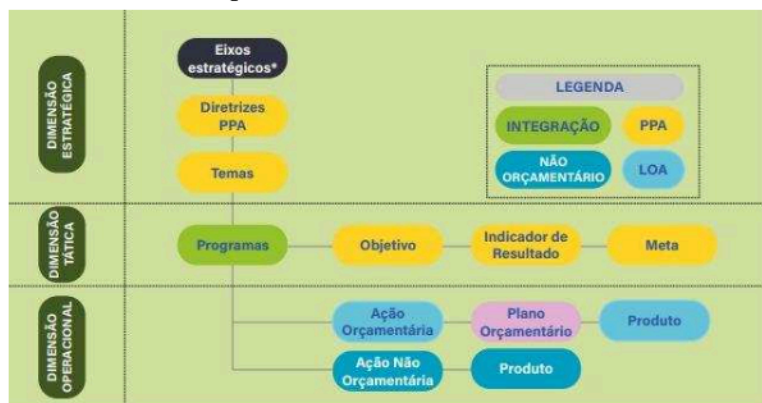 DIMENSÃO
ESTRATÉGICA
Eixos
estratégicos*
Diretrizes
PPA
Temas
LEGENDA
INTEGRAÇÃO
PPA
NÃO
ORÇAMENTÁRIO
LOA
DIMENSÃO
TÁTICA
Programas
Objetivo
Indicador de
Resultado
Meta
DIMENSÃO
OPERACIONAL
Ação
Orçamentária
Plano
Orçamentário
Produto
Ação Não
Orçamentária
Produto